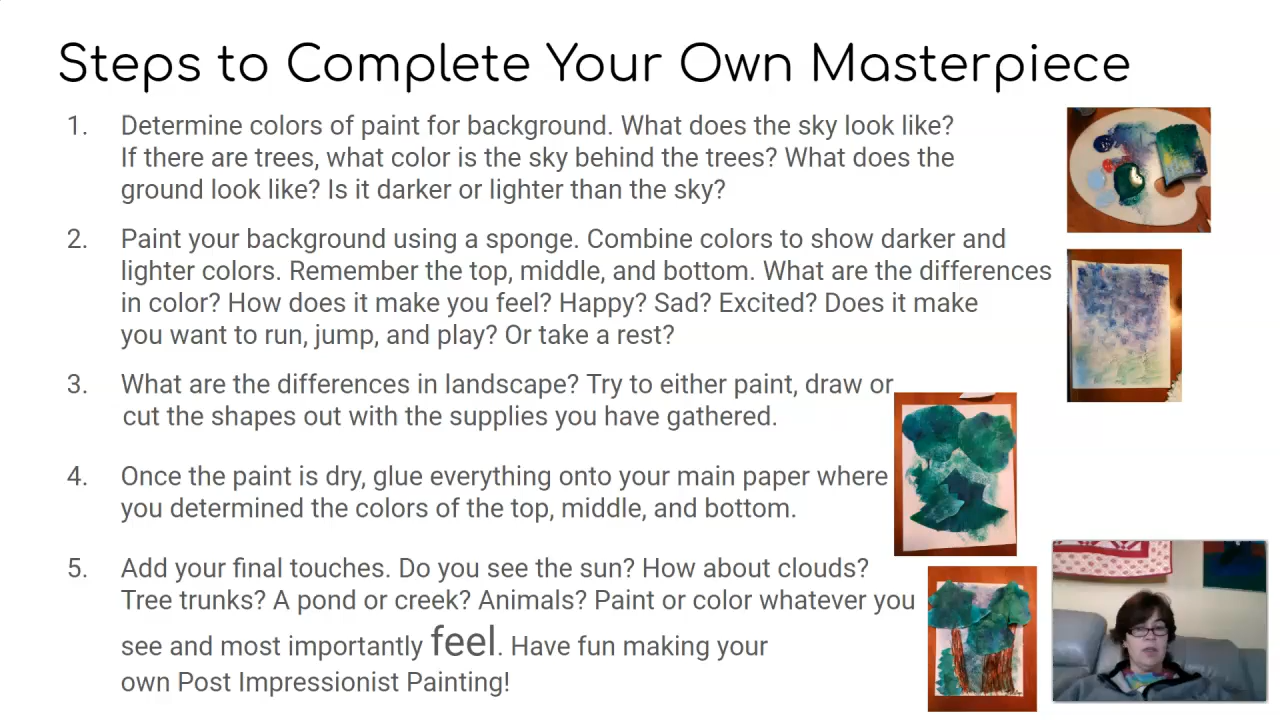 Steps to Complete Your Own Masterpiece
1. Determine colors of paint for background. What does the sky look like?
If there are trees, what color is the sky behind the trees? What does the
ground look like? Is it darker or lighter than the sky?
2. Paint your background using a sponge. Combine colors to show darker and
lighter colors. Remember the top, middle, and bottom. What are the differences
in color? How does it make you feel? Happy? Sad? Excited? Does it make
you want to run, jump, and play? Or take a rest?
3. What are the differences in landscape? Try to either paint, draw or
cut the shapes out with the supplies you have gathered.
4. Once the paint is dry, glue everything onto your main paper where
you determined the colors of the top, middle, and bottom.
5. Add your final touches. Do you see the sun? How about clouds?
Tree trunks? A pond or creek? Animals? Paint or color whatever you
see and most importantly feel. Have fun making your
own Post Impressionist Painting!